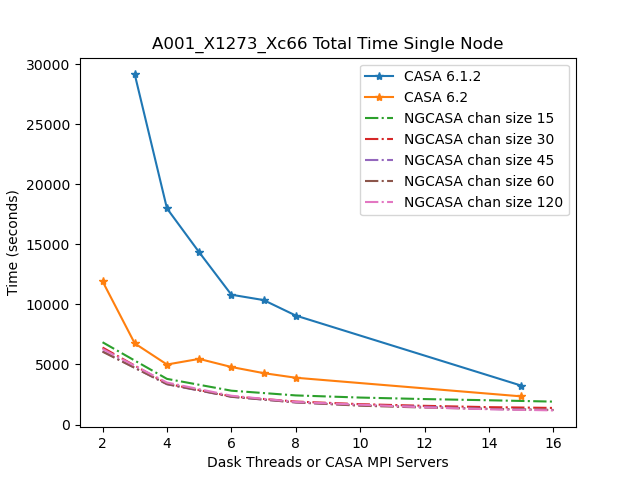 A001_X1273_Xc66 Total Time Single Node
30000
25000
20000
15000
10000
5000
0
Time (seconds)
CASA 6.1.2
CASA 6.2
NGCASA chan size 15
NGCASA chan size 30
NGCASA chan size 45
NGCASA chan size 60
NGCASA chan size 120
2 4 6 8 10 12 14 16
Dask Threads or CASA MPI Servers